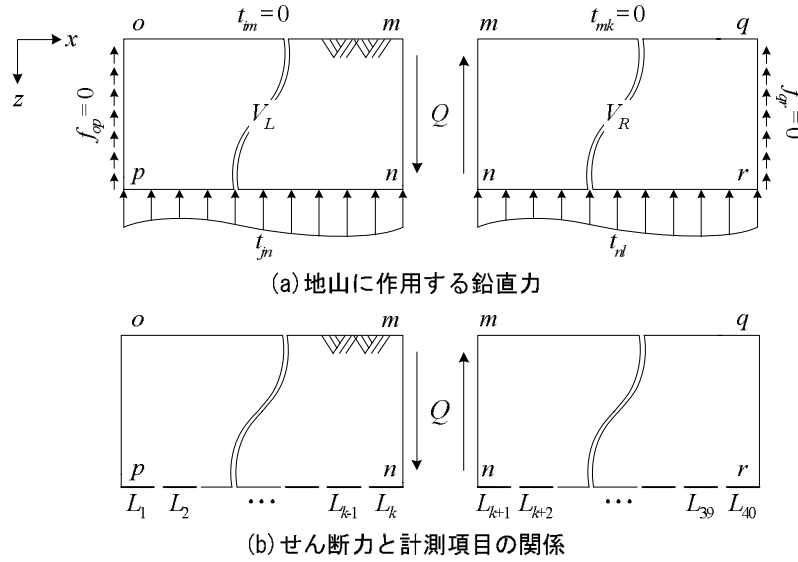 o t_im=0 m m t_mk=0 q
x
z
f_op=0 V_L Q V_R f_qr=0
p n n r
t_jn t_nl
(a)地山に作用する鉛直力
o m m q
Q
p n n r
L_1 L_2 … L_k-1 L_k L_k+1 L_k+2 … L_39 L_40
(b)せん断力と計測項目の関係